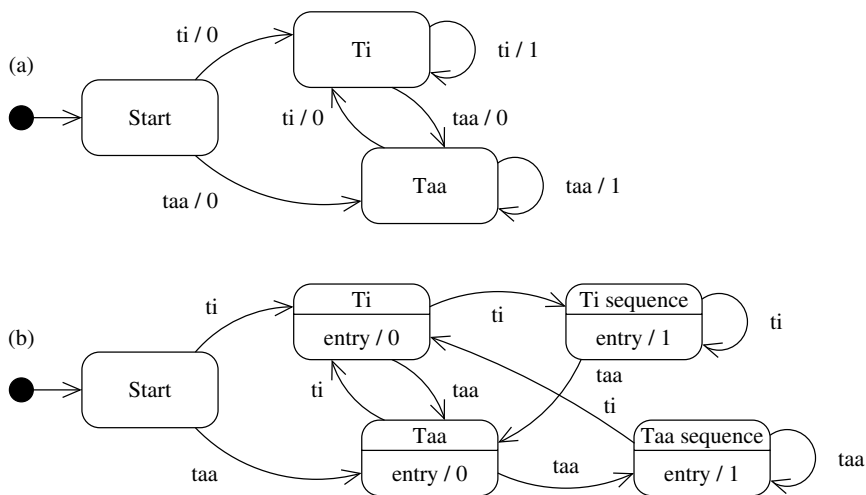 ti / 0
Ti
ti / 1
(a)
Start
ti / 0
taa / 0
Taa
taa / 0
taa / 1
ti
Ti
entry / 0
ti
Ti sequence
entry / 1
ti
(b)
Start
ti
taa
taa
ti
Taa
entry / 0
taa
taa
Taa sequence
entry / 1
taa